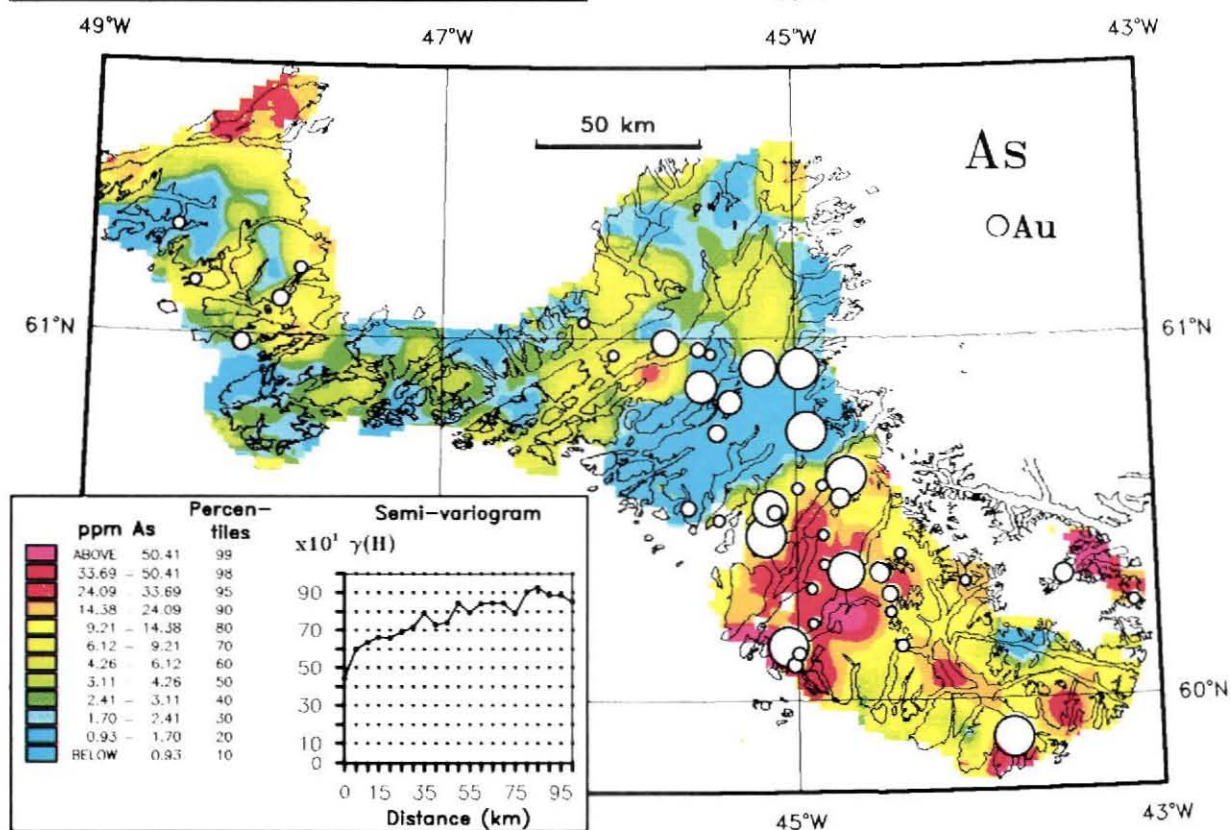 49°W 47°W 45°W 43°W
50 km
As
Au
61°N 61°N
ppm As Percen-
tiles
ABOVE 50.41 99
33.69 - 50.41 98
24.09 - 33.69 95
14.38 - 24.09 90
9.21 - 14.38 80
6.12 - 9.21 70
4.26 - 6.12 60
3.11 - 4.26 50
2.41 - 3.11 40
1.70 - 2.41 30
0.93 - 1.70 20
BELOW 0.93 10
Semi-variogram
x10¹ γ(H)
90
70
50
30
10
0
0 15 35 55 75 95
Distance (km)
60°N
45°W 43°W